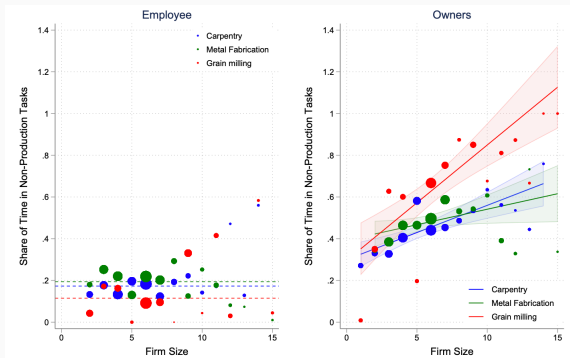 Employee
Share of Time in Non-Production Tasks
1.4
1.2
1
.8
.6
.4
.2
0
0
5
10
15
Firm Size
Carpentry
Metal Fabrication
Grain milling
Owners
Share of Time in Non-Production Tasks
1.4
1.2
1
.8
.6
.4
.2
0
0
5
10
15
Firm Size
Carpentry
Metal Fabrication
Grain milling